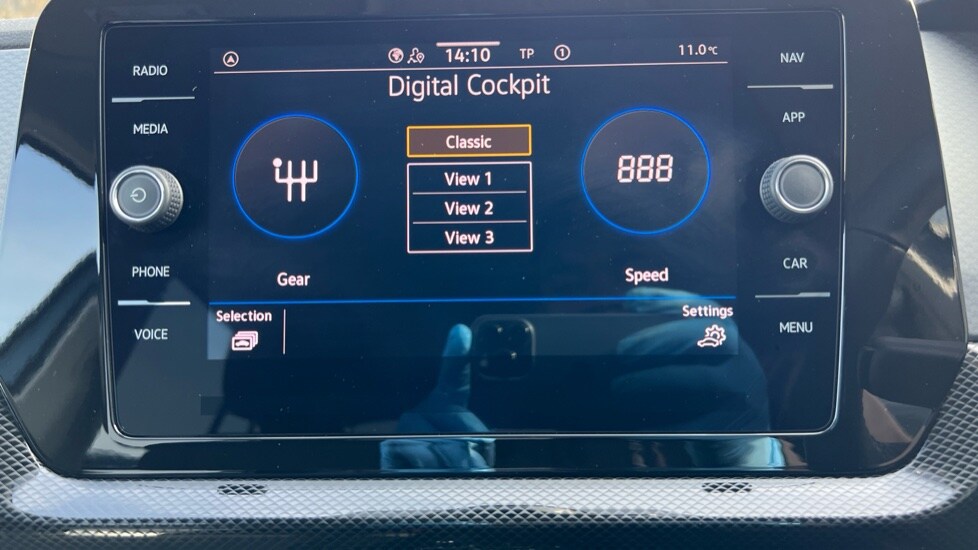 14:10 TP 1 11.0°C
Digital Cockpit
RADIO
MEDIA
PHONE
VOICE
Classic
View 1
View 2
View 3
Gear
888
Speed
Selection
Settings
NAV
APP
CAR
MENU